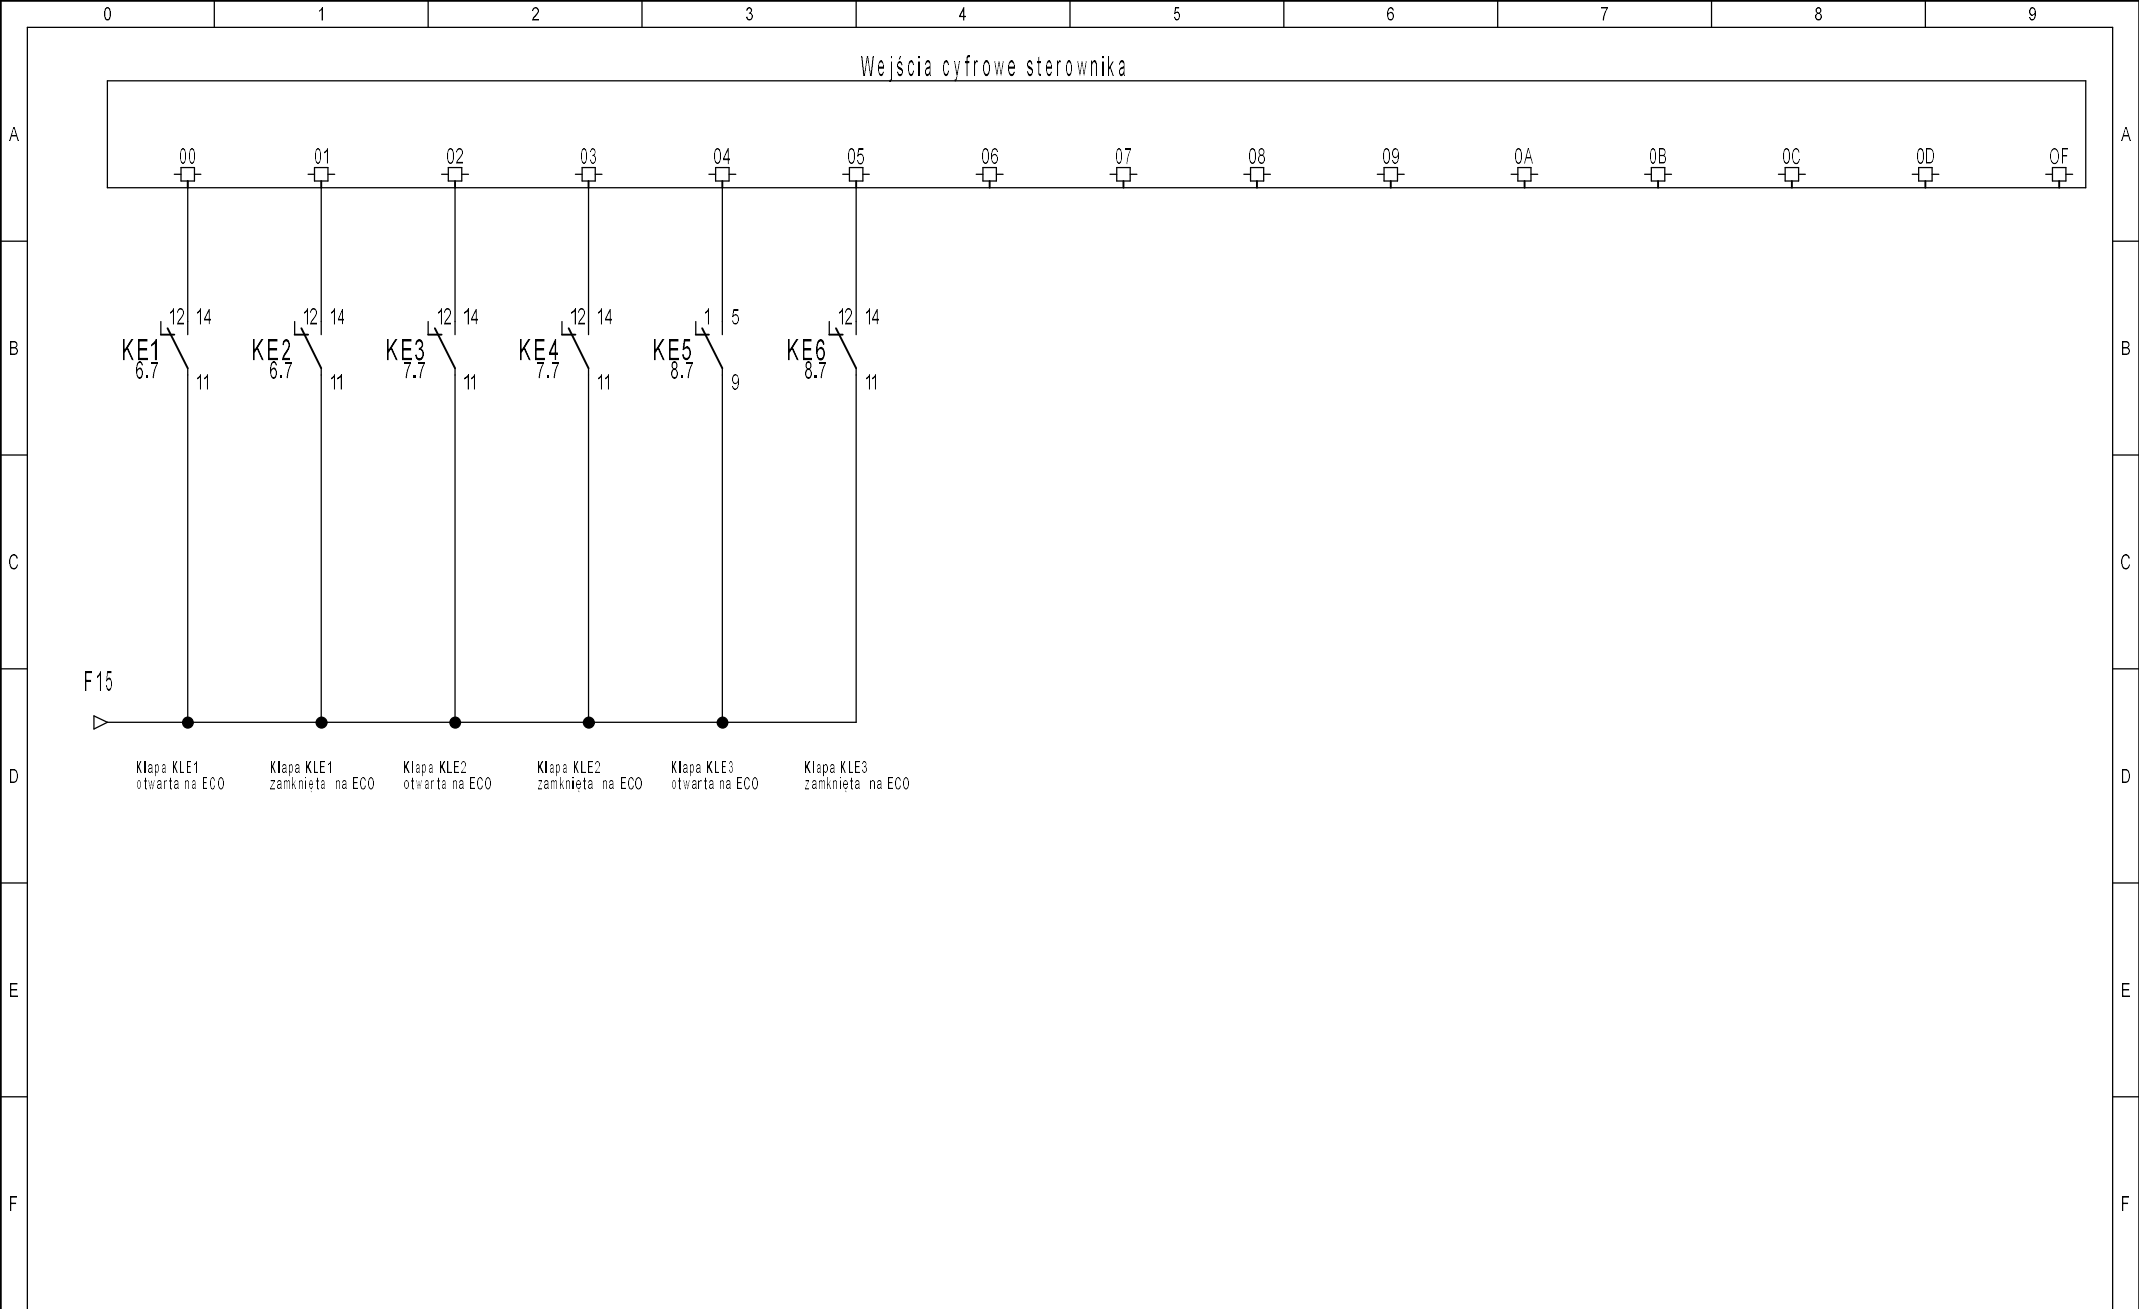 0 1 2 3 4 5 6 7 8 9
Wejścia cyfrowe sterownika
A A
00 01 02 03 04 05 06 07 08 09 0A 0B 0C 0D 0F
12 14 12 14 12 14 12 14 1 5 12 14
B KE1 KE2 KE3 KE4 KE5 KE6 B
6.7 6.7 7.7 7.7 8.7 8.7
11 11 11 11 9 11
C C
F15
Klapa KLE1 Klapa KLE1 Klapa KLE2 Klapa KLE2 Klapa KLE3 Klapa KLE3
D D
otwarta na ECO zamknięta na ECO otwarta na ECO zamknięta na ECO otwarta na ECO zamknięta na ECO
E E
F F